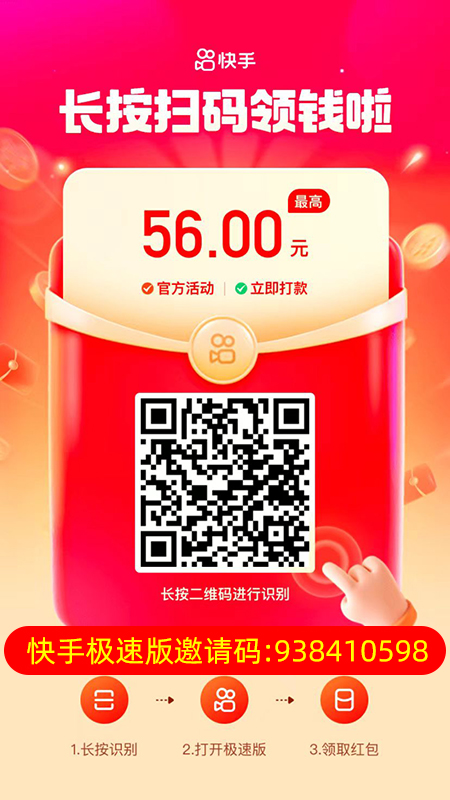 快手
长按扫码领钱啦
最高
56.00元
官方活动 | 立即打款
长按二维码进行识别
快手极速版邀请码:938410598
1.长按识别 2.打开极速版 3.领取红包